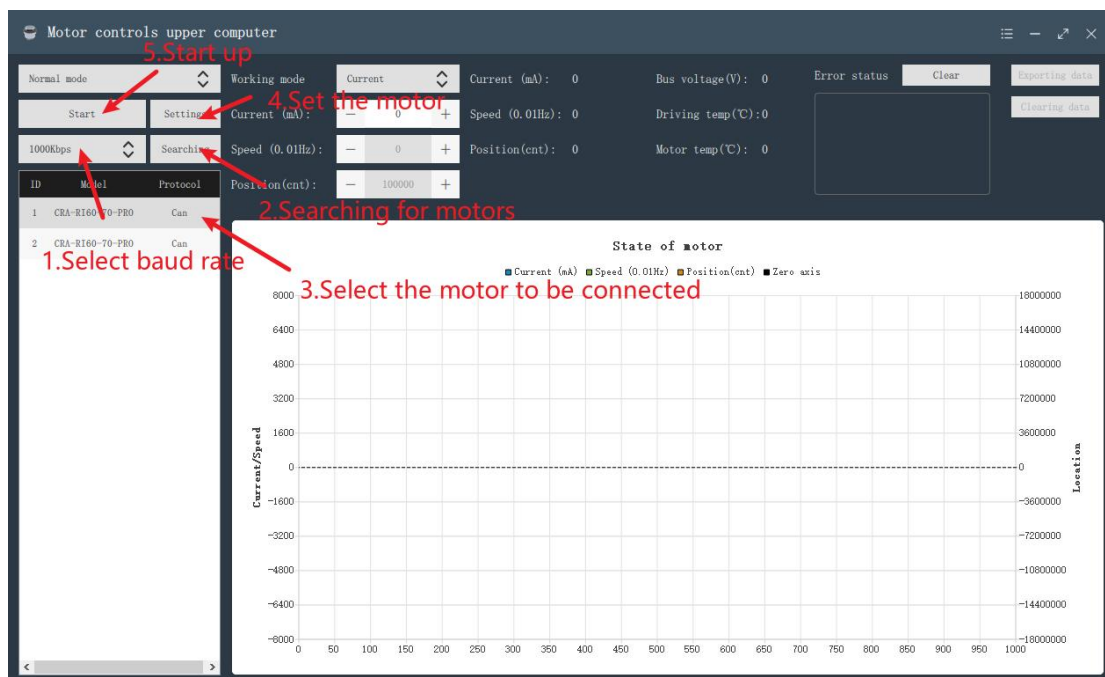 Motor controls upper computer
5.Start up
Normal mode
Working mode
Current
Current (mA): 0
Bus voltage(V): 0
Error status
Clear
Exporting data
Start
Settings
4.Set the motor
Current (mA):
− 0 +
Speed (0.01Hz): 0
Driving temp(℃):0
Clearing data
1000Kbps
Searching
Speed (0.01Hz):
− 0 +
Position(cnt): 0
Motor temp(℃): 0
ID Model Protocol
Position(cnt):
− 100000 +
1 CRA-RI60-70-PRO Can
2.Searching for motors
2 CRA-RI60-70-PRO Can
1.Select baud rate
3.Select the motor to be connected
State of motor
Current (mA) Speed (0.01Hz) Position(cnt) Zero axis
8000 18000000
6400 14400000
4800 10800000
3200 7200000
1600 3600000
0 0
-1600 -3600000
-3200 -7200000
-4800 -10800000
-6400 -14400000
-8000 -18000000
Current/Speed
Location
0 50 100 150 200 250 300 350 400 450 500 550 600 650 700 750 800 850 900 950 1000